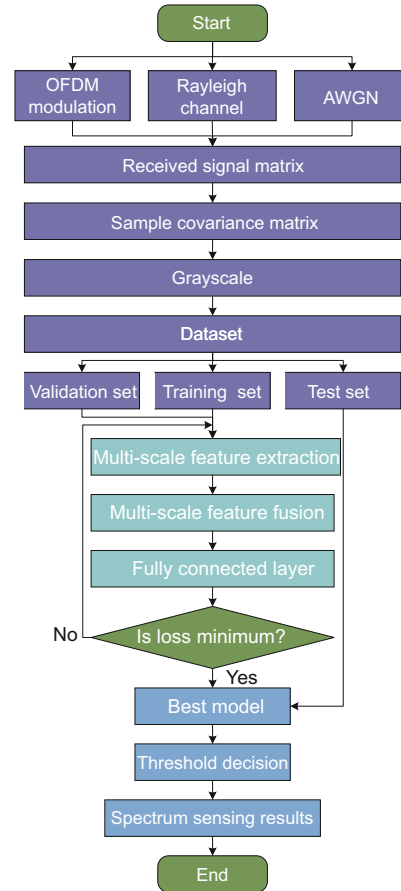 Start
OFDM
modulation
Rayleigh
channel
AWGN
Received signal matrix
Sample covariance matrix
Grayscale
Dataset
Validation set
Training set
Test set
Multi-scale feature extraction
Multi-scale feature fusion
Fully connected layer
Is loss minimum?
No
Yes
Best model
Threshold decision
Spectrum sensing results
End